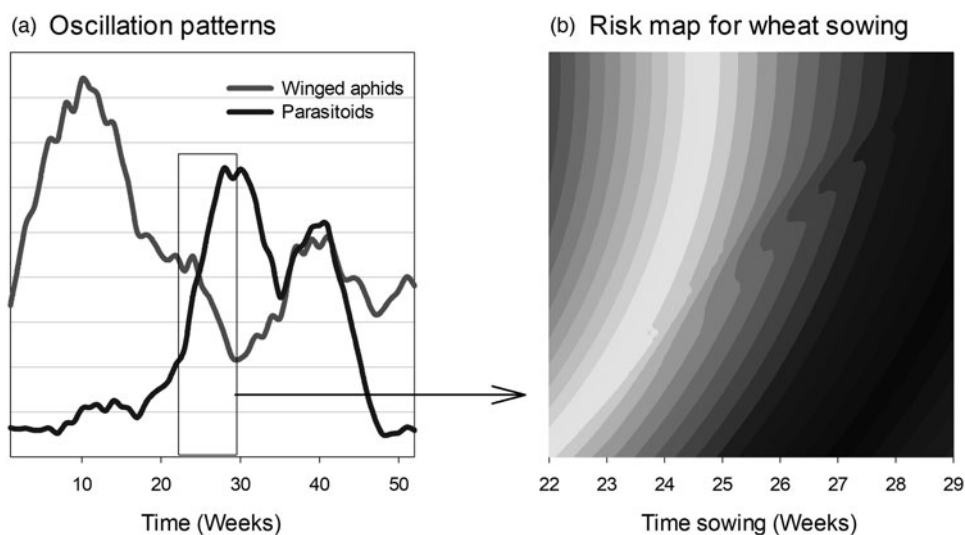 (a) Oscillation patterns
Winged aphids
Parasitoids
10 20 30 40 50
Time (Weeks)
(b) Risk map for wheat sowing
22 23 24 25 26 27 28 29
Time sowing (Weeks)